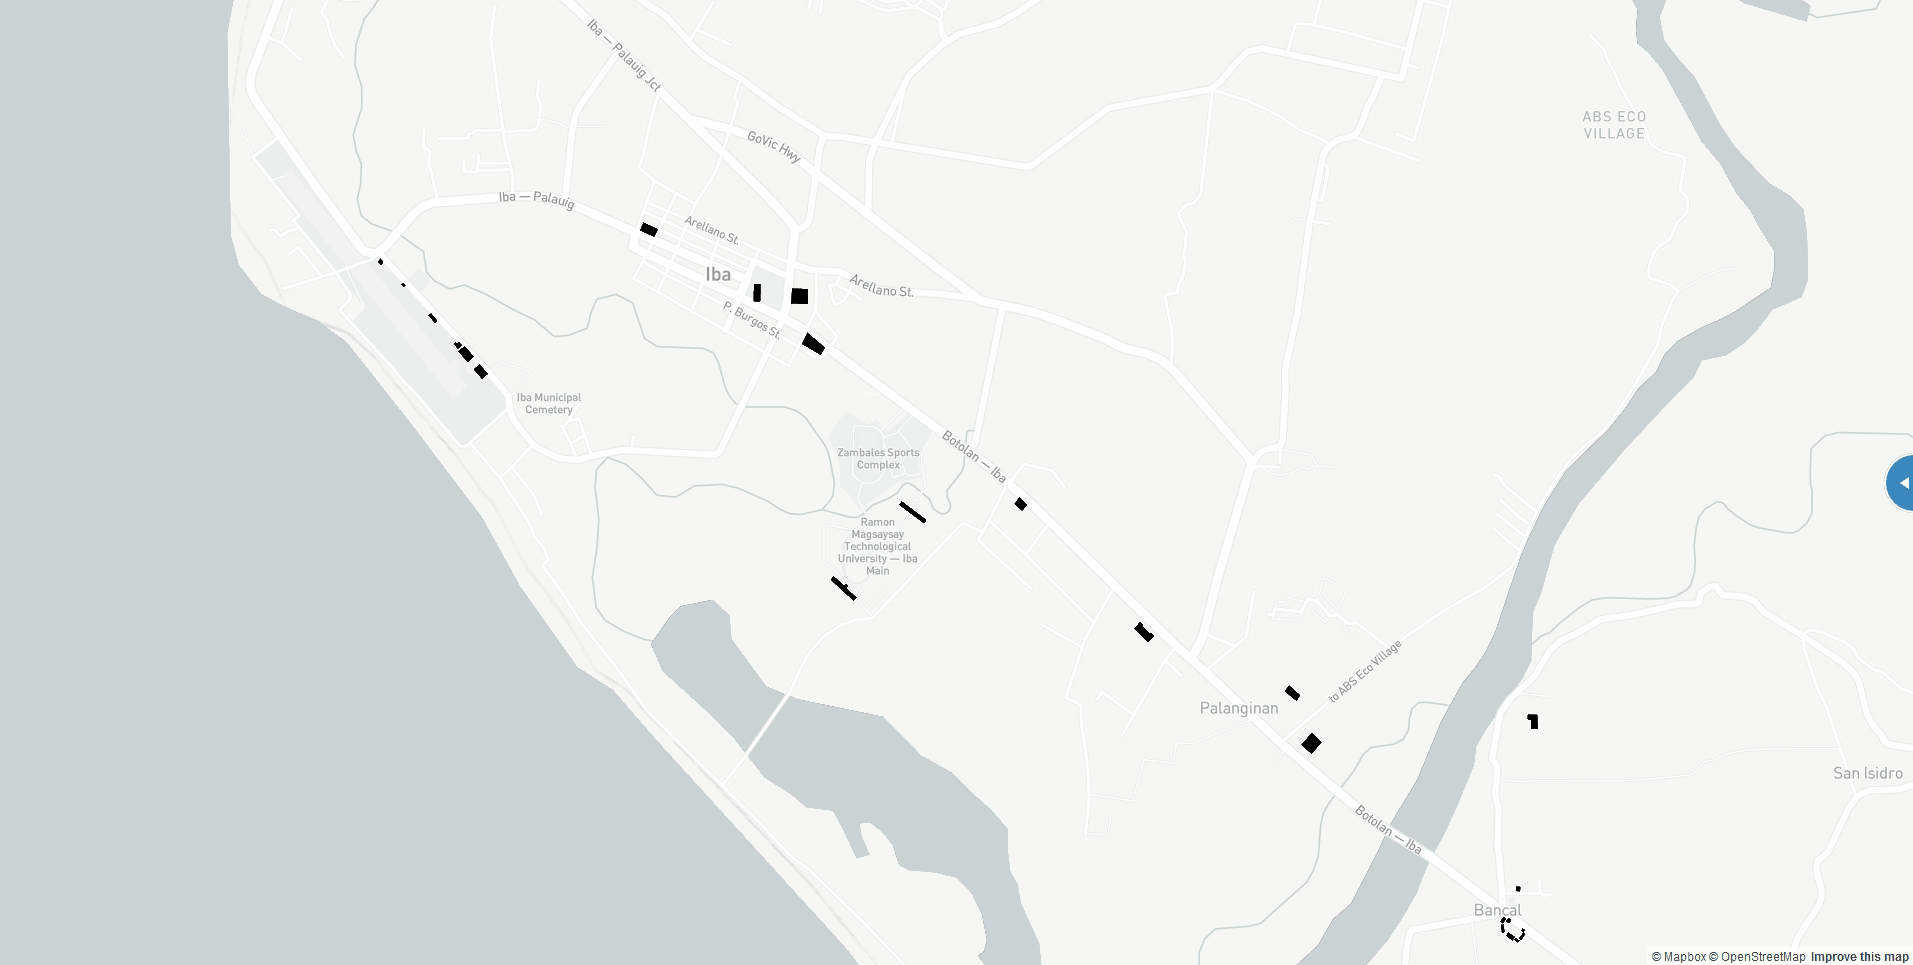 Iba — Palauig Jct
ABS ECO
VILLAGE
GoVic Hwy
Iba — Palauig
Arellano St.
Iba
Arellano St.
P. Burgos St.
Iba Municipal
Cemetery
Botolan — Iba
Zambales Sports
Complex
Ramon
Magsaysay
Technological
University — Iba
Main
to ABS Eco Village
Palanginan
San Isidro
Botolan — Iba
Bancal
© Mapbox © OpenStreetMap Improve this map